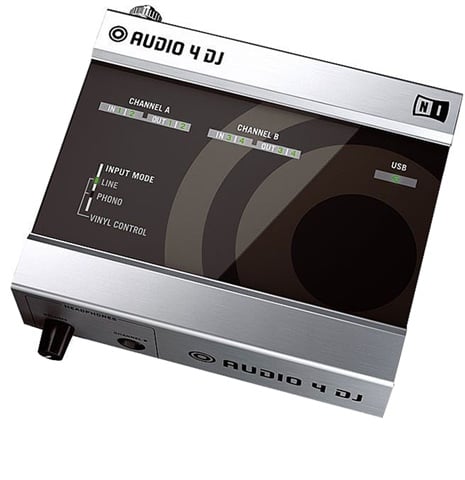 AUDIO 4 DJ
NI
CHANNEL A
IN 1|2 OUT 1|2
CHANNEL B
IN 3|4 OUT 3|4
USB
INPUT MODE
LINE
PHONO
VINYL CONTROL
HEADPHONES
AUDIO 4 DJ